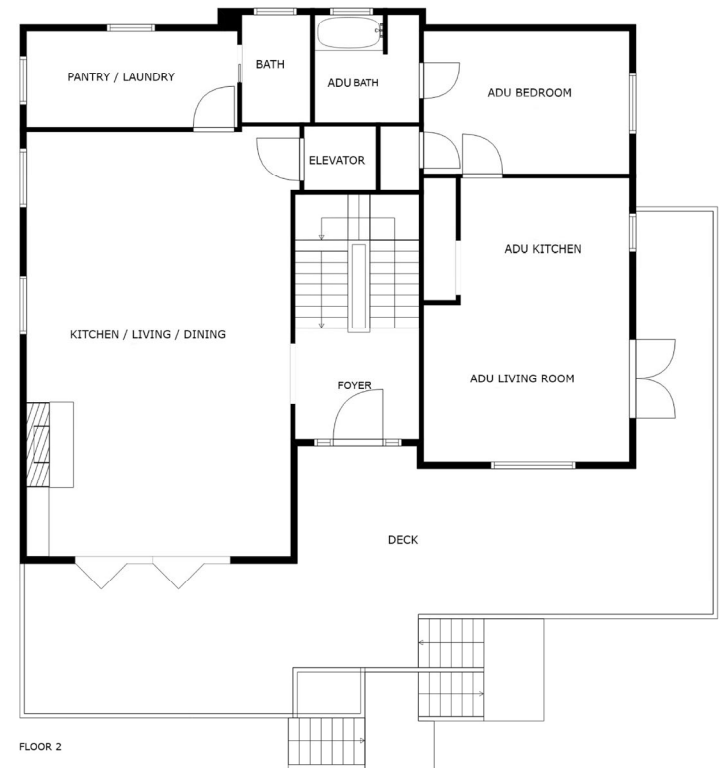 PANTRY / LAUNDRY
BATH
ADU BATH
ADU BEDROOM
ELEVATOR
ADU KITCHEN
KITCHEN / LIVING / DINING
ADU LIVING ROOM
FOYER
DECK
FLOOR 2